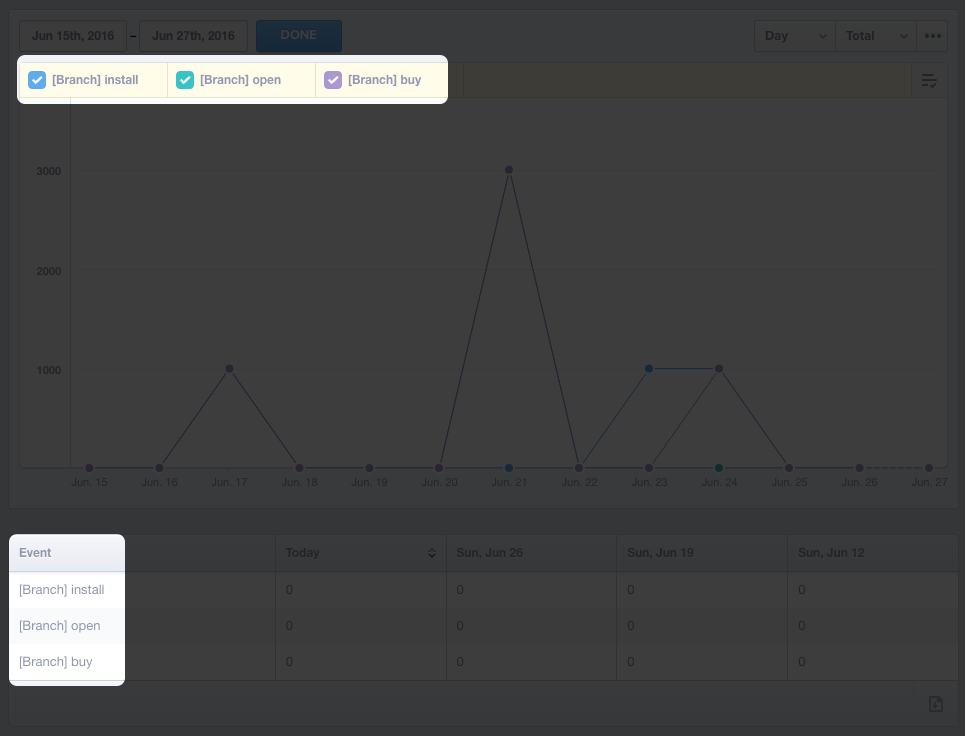 Jun 15th, 2016 – Jun 27th, 2016 DONE Day Total
[Branch] install [Branch] open [Branch] buy
3000
2000
1000
Jun. 15 Jun. 16 Jun. 17 Jun. 18 Jun. 19 Jun. 20 Jun. 21 Jun. 22 Jun. 23 Jun. 24 Jun. 25 Jun. 26 Jun. 27
Event Today Sun, Jun 26 Sun, Jun 19 Sun, Jun 12
[Branch] install 0 0 0 0
[Branch] open 0 0 0 0
[Branch] buy 0 0 0 0